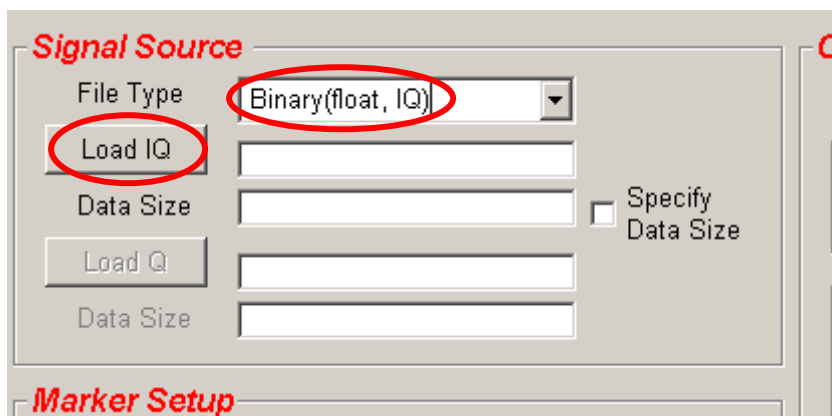 Signal Source
File Type Binary(float, IQ)
Load IQ
Data Size Specify
Data Size
Load Q
Data Size
Marker Setup